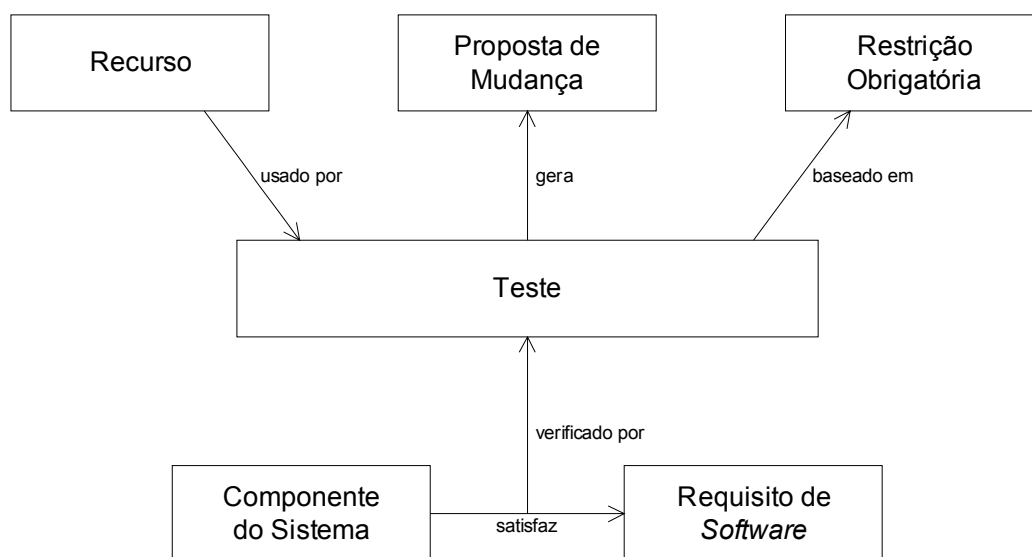 Recurso
Proposta de
Mudança
Restrição
Obrigatória
usado por
gera
baseado em
Teste
verificado por
Componente
do Sistema
satisfaz
Requisito de
Software